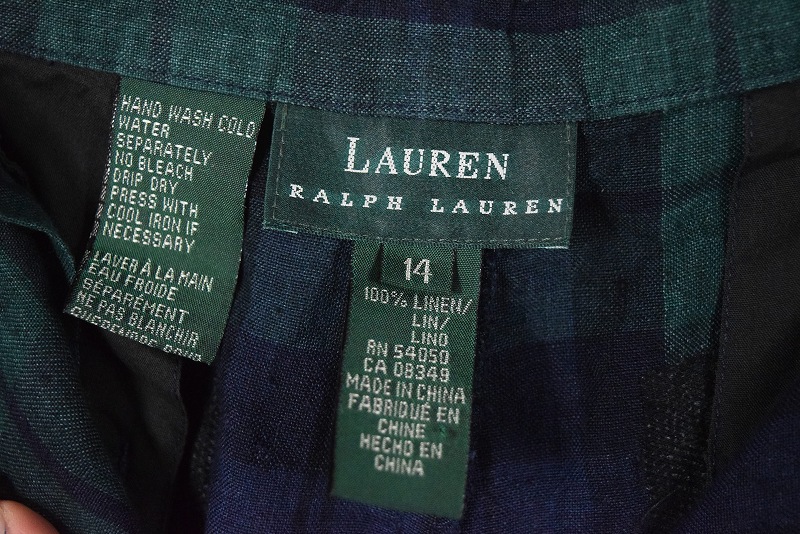 HAND WASH COLD
WATER
SEPARATELY
NO BLEACH
DRIP DRY
PRESS WITH
COOL IRON IF
NECESSARY
LAVER À LA MAIN
EAU FROIDE
SÉPARÉMENT
NE PAS BLANCHIR
LAUREN
RALPH LAUREN
14
100% LINEN/
LIN/
LINO
RN 54050
CA 08349
MADE IN CHINA
FABRIQUÉ EN
CHINE
HECHO EN
CHINA